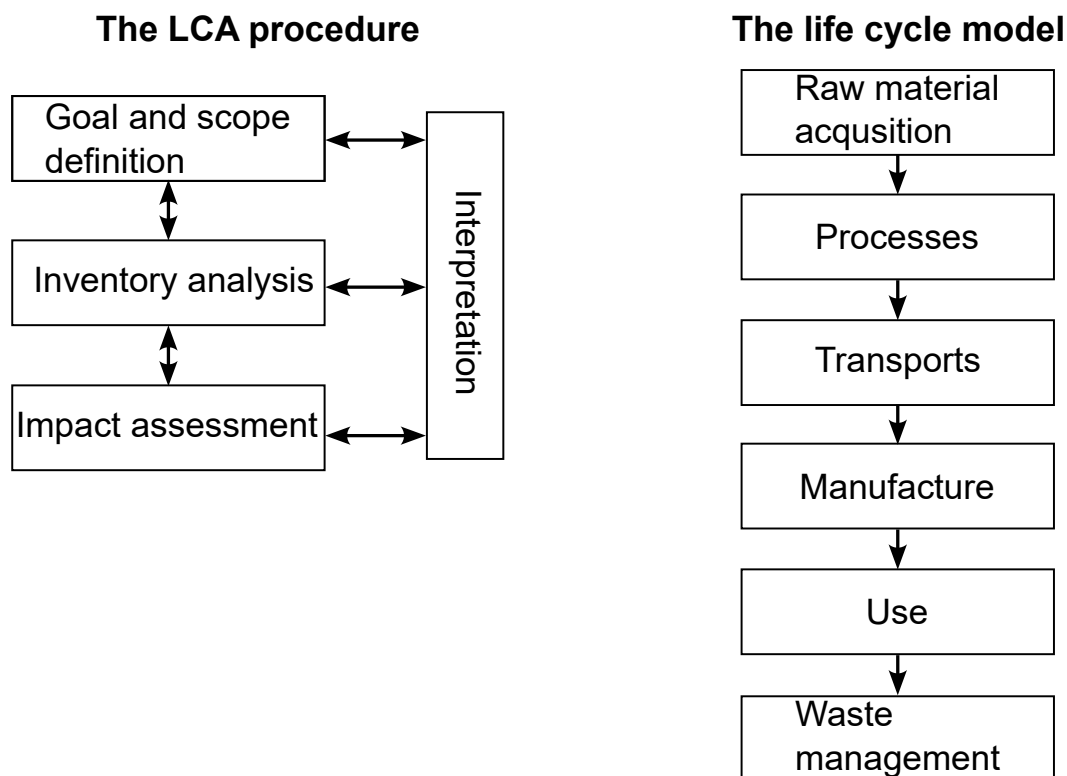 The LCA procedure
Goal and scope
definition
Inventory analysis
Impact assessment
Interpretation
The life cycle model
Raw material
acqusition
Processes
Transports
Manufacture
Use
Waste
management